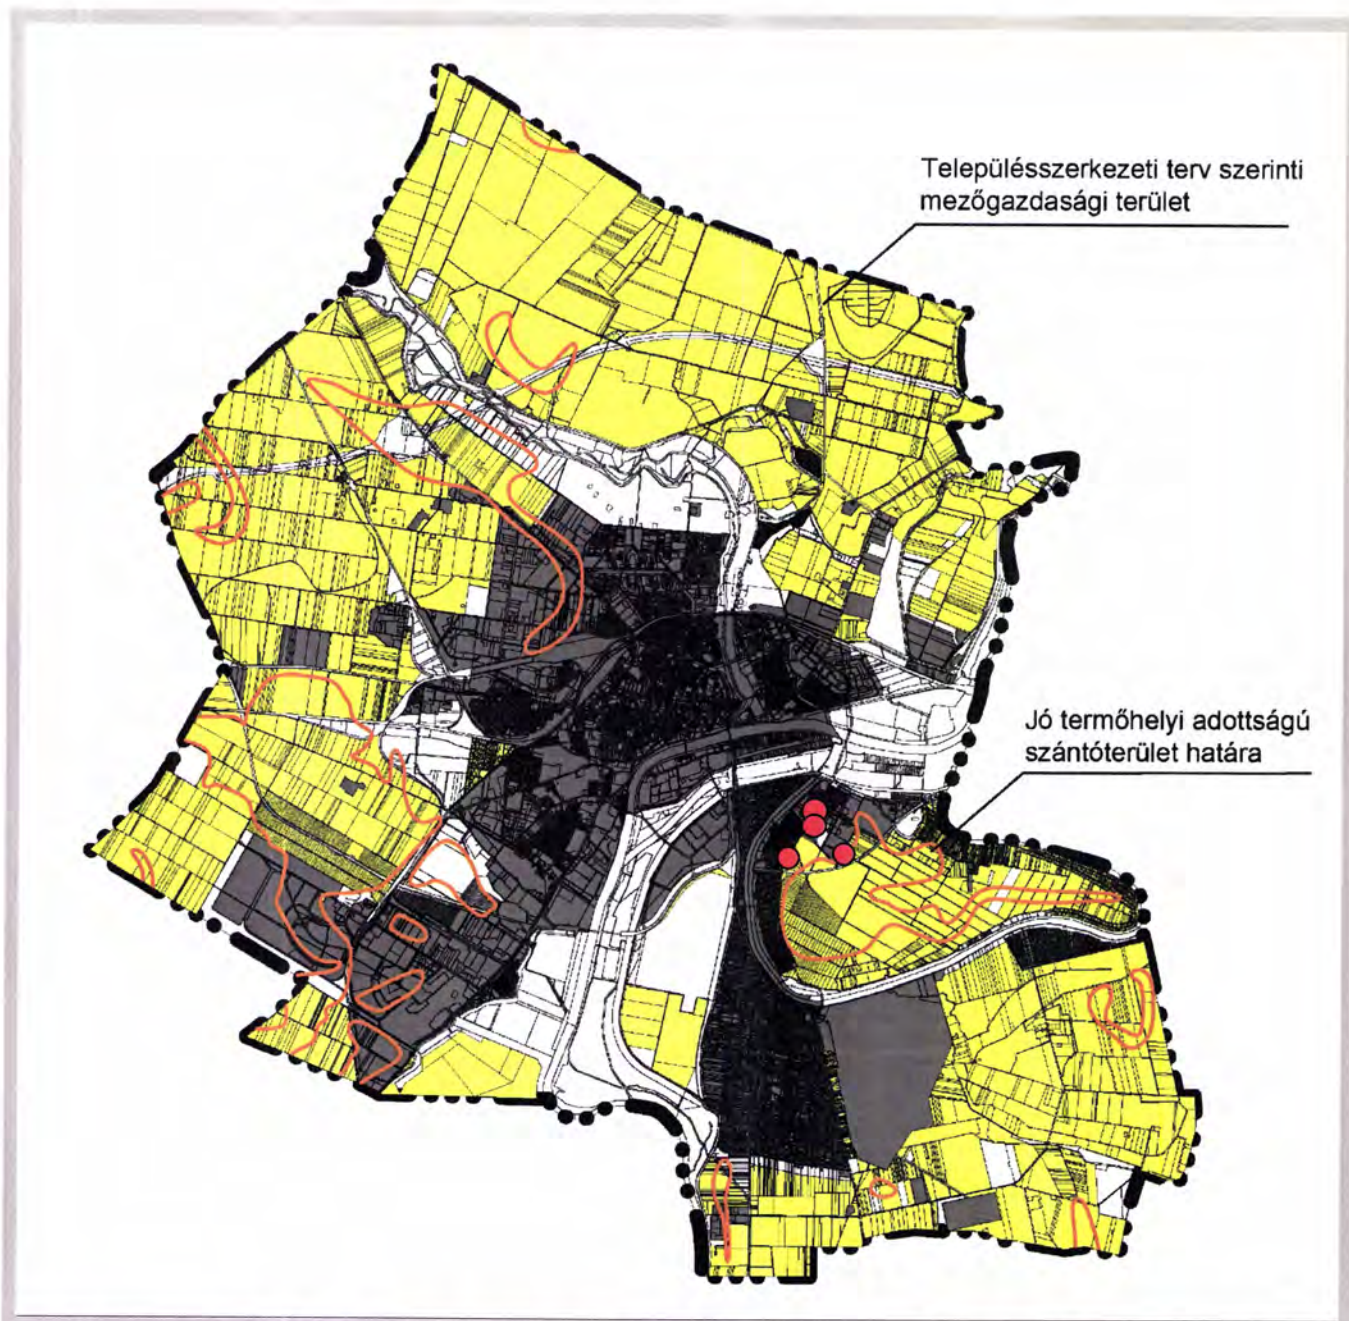 Településszerkezeti terv szerinti
mezőgazdasági terület
Jó termőhelyi adottságú
szántóterület határa